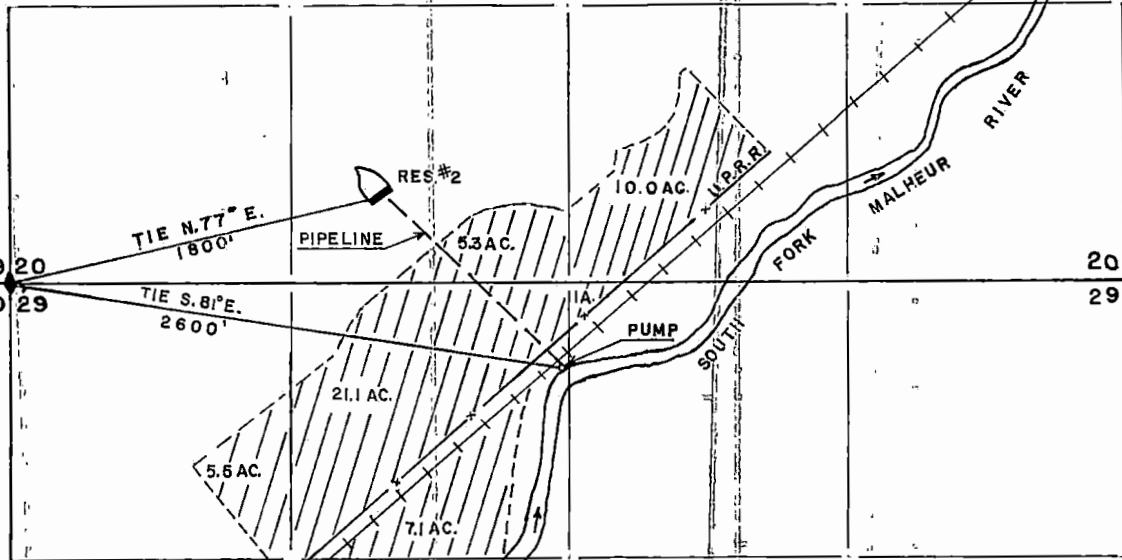 RES #2
10.0 AC.
U.P.R.R.
RIVER
MALHEUR
FORK
SOUTH
TIE N.77° E.
1800'
PIPELINE
5.3 AC.
20
29
20
29
TIE S.81° E.
2600'
1A.
PUMP
21.1 AC.
5.6 AC.
7.1 AC.